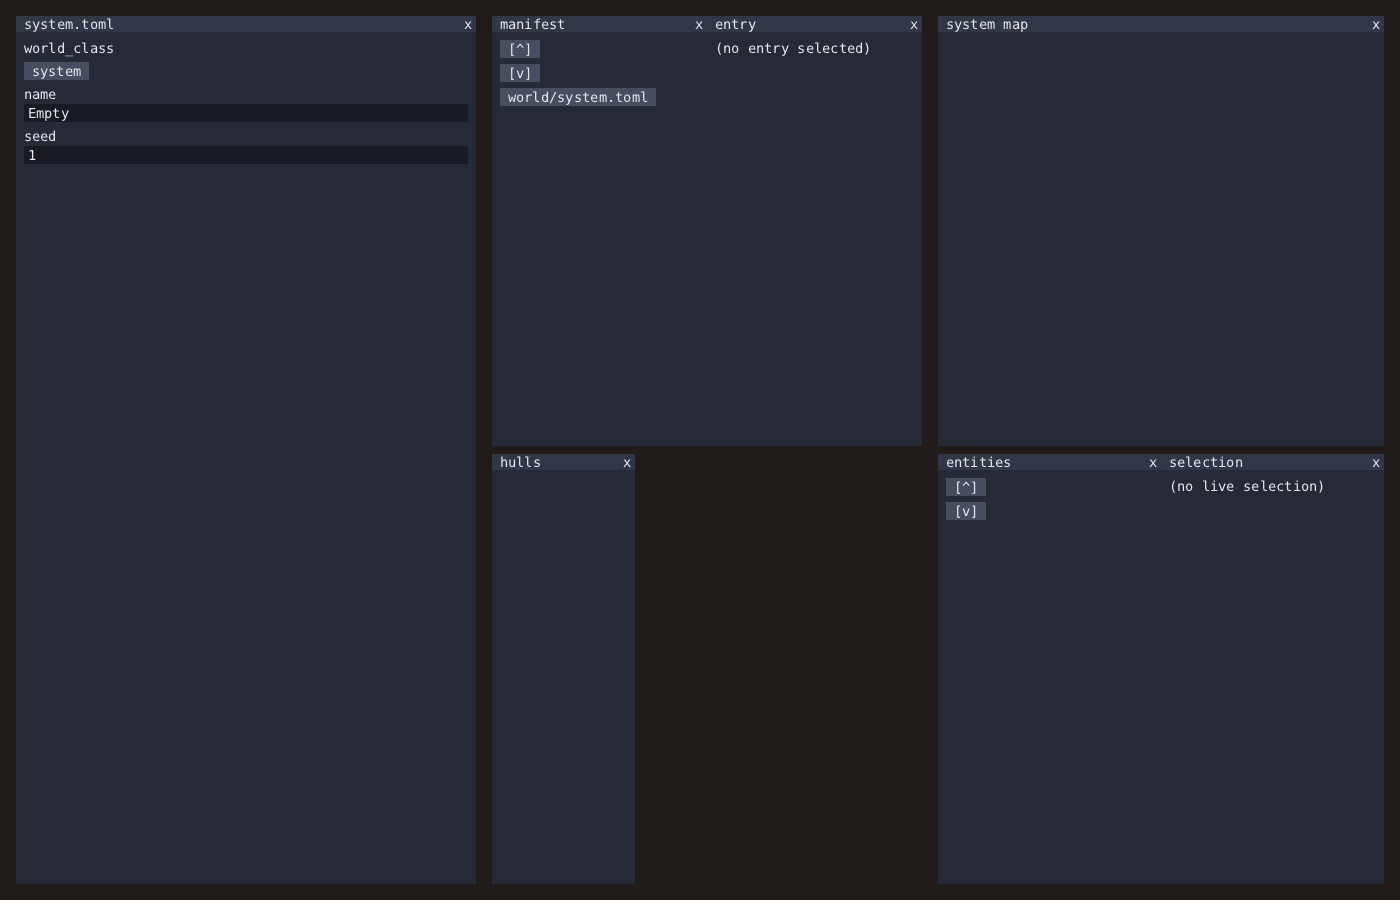 system.toml x
world_class
system
name
Empty
seed
1
manifest x
[^]
[v]
world/system.toml
entry x
(no entry selected)
system map x
hulls x
entities x
[^]
[v]
selection x
(no live selection)